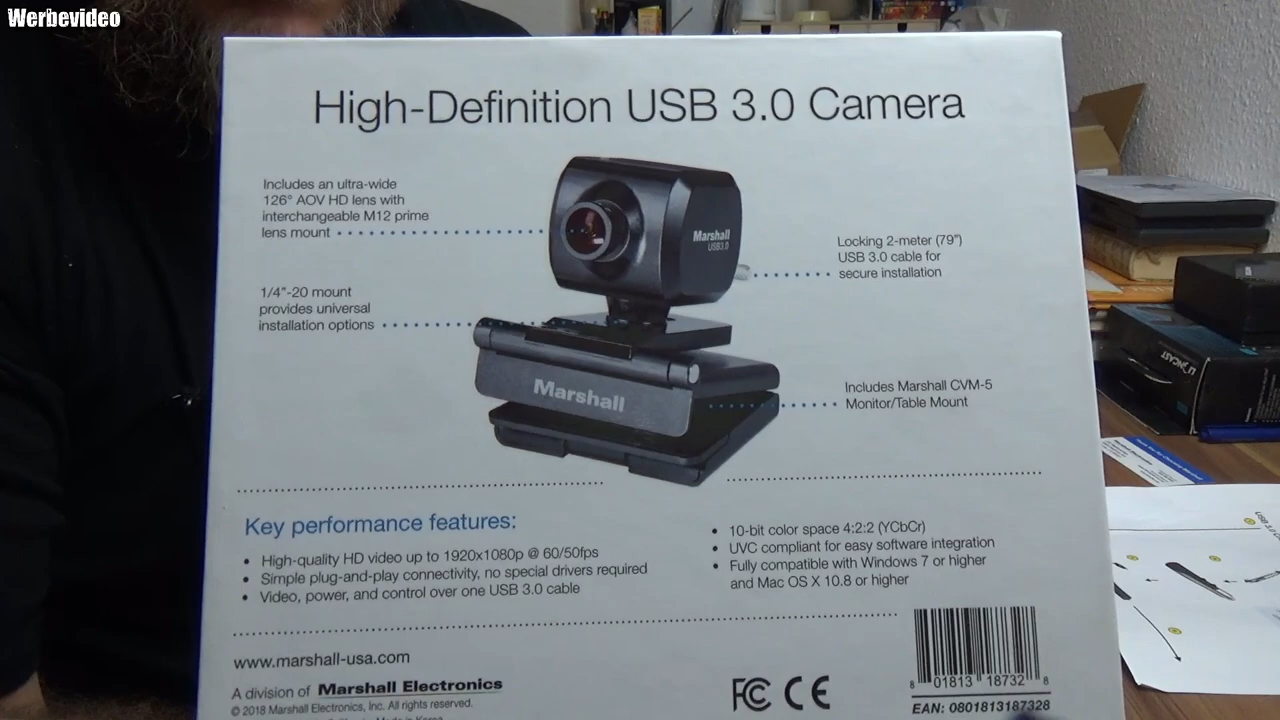 Werbevideo
High-Definition USB 3.0 Camera
Includes an ultra-wide
126° AOV HD lens with
interchangeable M12 prime
lens mount
Marshall
USB3.0
Locking 2-meter (79")
USB 3.0 cable for
secure installation
1/4"-20 mount
provides universal
installation options
Marshall
Includes Marshall CVM-5
Monitor/Table Mount
Key performance features:
• High-quality HD video up to 1920x1080p @ 60/50fps
• Simple plug-and-play connectivity, no special drivers required
• Video, power, and control over one USB 3.0 cable
• 10-bit color space 4:2:2 (YCbCr)
• UVC compliant for easy software integration
• Fully compatible with Windows 7 or higher
and Mac OS X 10.8 or higher
www.marshall-usa.com
A division of Marshall Electronics
© 2018 Marshall Electronics, Inc. All rights reserved.
FC CE
8 01813 18732 8
EAN: 0801813187328